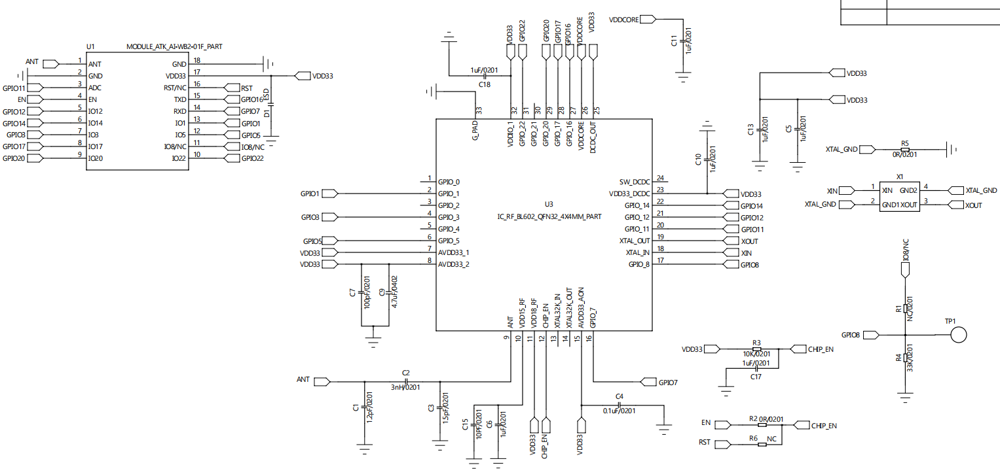 U1 MODULE_ATK_AI-WB2-01F_PART
ANT 1 ANT GND 18
2 GND VDD33 17 VDD33
GPIO11 3 ADC RST/NC 16 RST
EN 4 EN TXD 15 GPIO16
GPIO12 5 IO12 RXD 14 GPIO7
GPIO14 6 IO14 IO1 13 GPIO1
GPIO3 7 IO3 IO5 12 GPIO5
GPIO17 8 IO17 IO8/NC 11 IO8/NC
GPIO20 9 IO20 IO22 10 GPIO22
D1 ESD
1uF/0201
C18
VDD33
GPIO22
GPIO20
GPIO17
GPIO16
VDDCORE
VDD33
33 G_PAD
32 VDDIO_1
31 GPIO_22
30 GPIO_21
29 GPIO_20
28 GPIO_17
27 GPIO_16
26 VDDCORE
25 DCDC_OUT
VDDCORE
C11 1uF/0201
U3
IC_RF_BL602_QFN32_4X4MM_PART
1 GPIO_0
GPIO1 2 GPIO_1
3 GPIO_2
GPIO3 4 GPIO_3
5 GPIO_4
GPIO5 6 GPIO_5
VDD33 7 AVDD33_1
VDD33 8 AVDD33_2
SW_DCDC 24
VDD33_DCDC 23 VDD33
GPIO_14 22 GPIO14
GPIO_12 21 GPIO12
GPIO_11 20 GPIO11
XTAL_OUT 19 XOUT
XTAL_IN 18 XIN
GPIO_8 17 GPIO8
C10 1uF/0201
C7 100pF/0201
C9 4.7uF/0402
ANT 9
VDD15_RF 10
VDD18_RF 11
CHIP_EN 12
XTAL32K_IN 13
XTAL32K_OUT 14
AVDD33_AON 15
GPIO_7 16
ANT
C2
3nH/0201
C1 1.2pF/0201
C3 1.5pF/0201
C15 10PF/0201
C6 1uF/0201
VDD33
CHIP_EN
VDD33
GPIO7
C4
0.1uF/0201
VDD33
VDD33
C13 1uF/0201
C5 1uF/0201
XTAL_GND R5
0R/0201
X1
XIN 1 XIN GND2 4 XTAL_GND
XTAL_GND 2 GND1 XOUT 3 XOUT
IO8/NC
R1 NC/0201
GPIO8
TP1
R4 33K/0201
VDD33 R3 CHIP_EN
10K/0201
1uF/0201
C17
EN R2 0R/0201 CHIP_EN
RST R6 NC